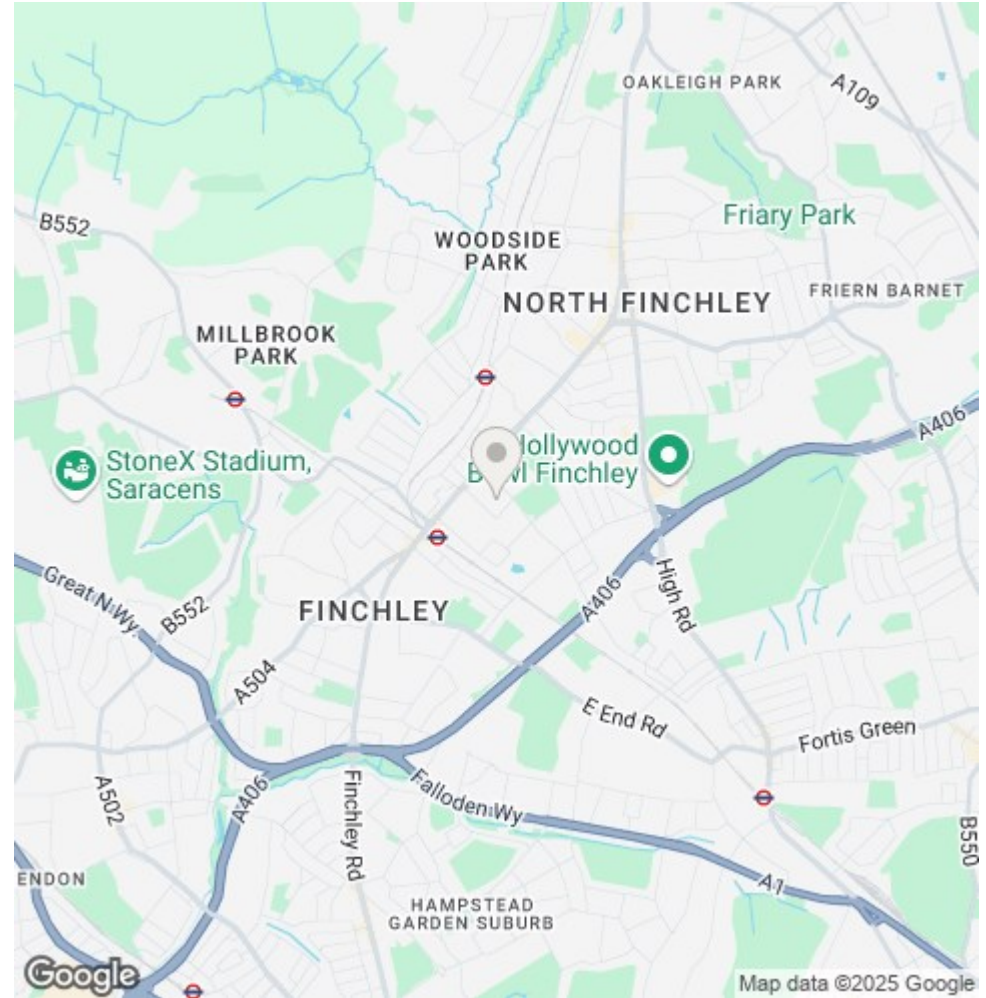 OAKLEIGH PARK
A109
Friary Park
B552
WOODSIDE
PARK
NORTH FINCHLEY
FRIERN BARNET
MILLBROOK
PARK
A406
Hollywood
Bowl Finchley
StoneX Stadium,
Saracens
Great N Wy.
B552
A406
High Rd
FINCHLEY
A504
E End Rd
Fortis Green
A502
A406
Finchley Rd
Falloden Wy
B550
ENDON
A1
HAMPSTEAD
GARDEN SUBURB
Google
Map data ©2025 Google